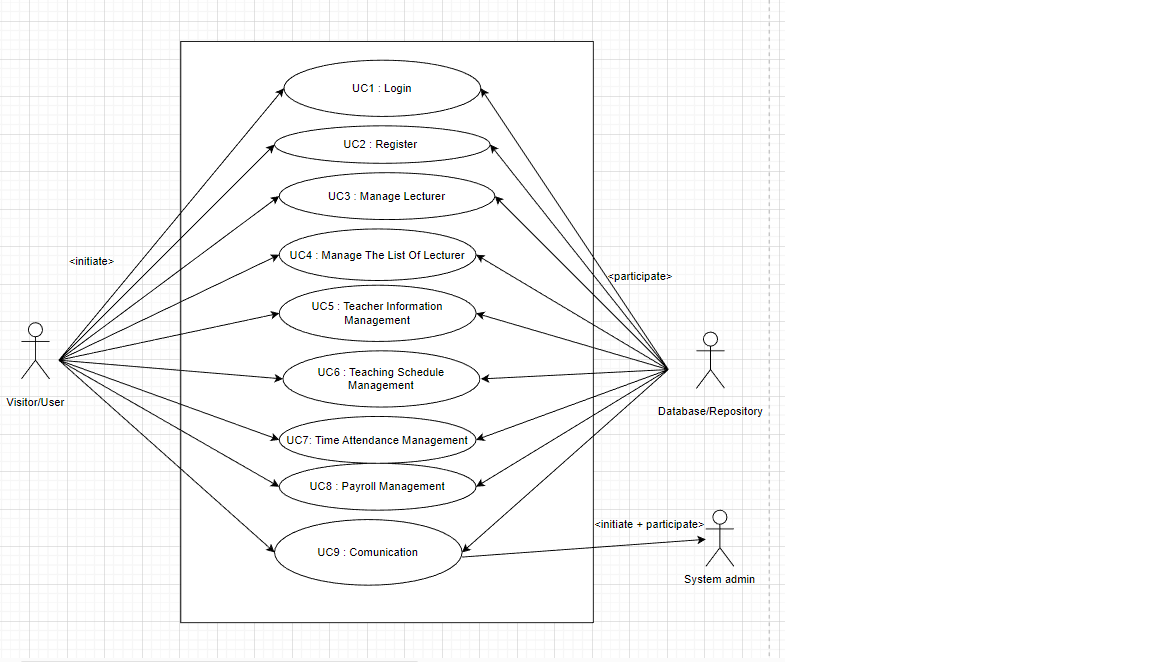 UC1 : Login
UC2 : Register
UC3 : Manage Lecturer
UC4 : Manage The List Of Lecturer
<initiate>
<participate>
UC5 : Teacher Information
Management
UC6 : Teaching Schedule
Management
Visitor/User
Database/Repository
UC7: Time Attendance Management
UC8 : Payroll Management
<initiate + participate>
UC9 : Comunication
System admin